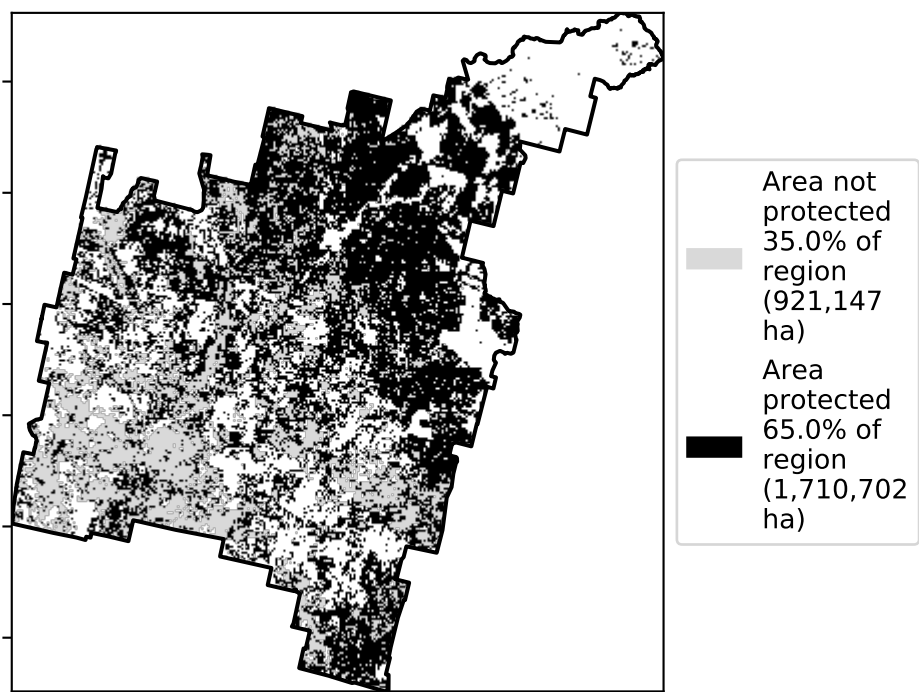 Area not
protected
35.0% of
region
(921,147
ha)
Area
protected
65.0% of
region
(1,710,702
ha)